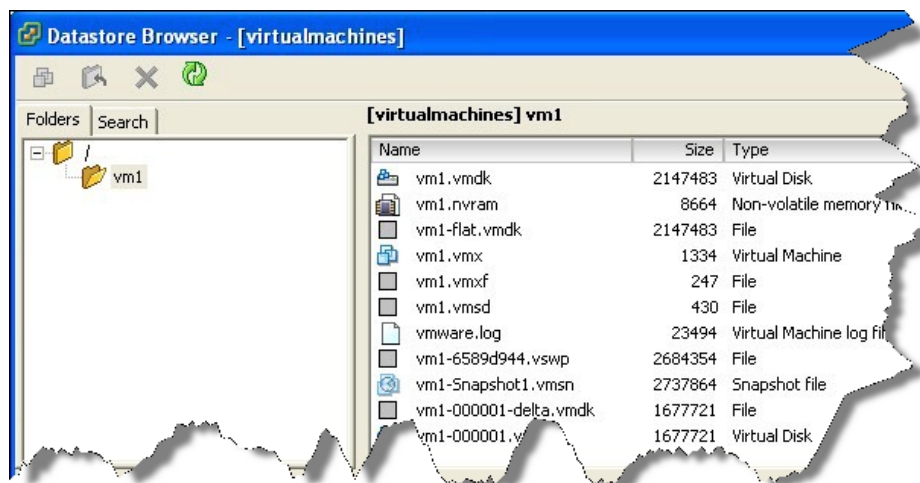 Datastore Browser - [virtualmachines]
Folders
Search
[virtualmachines] vm1
/
vm1
Name Size Type
vm1.vmdk 2147483 Virtual Disk
vm1.nvram 8664 Non-volatile memory
vm1-flat.vmdk 2147483 File
vm1.vmx 1334 Virtual Machine
vm1.vmxf 247 File
vm1.vmsd 430 File
vmware.log 23494 Virtual Machine log fil
vm1-6589d944.vswp 2684354 File
vm1-Snapshot1.vmsn 2737864 Snapshot file
vm1-000001-delta.vmdk 1677721 File
vm1-000001.v 1677721 Virtual Disk